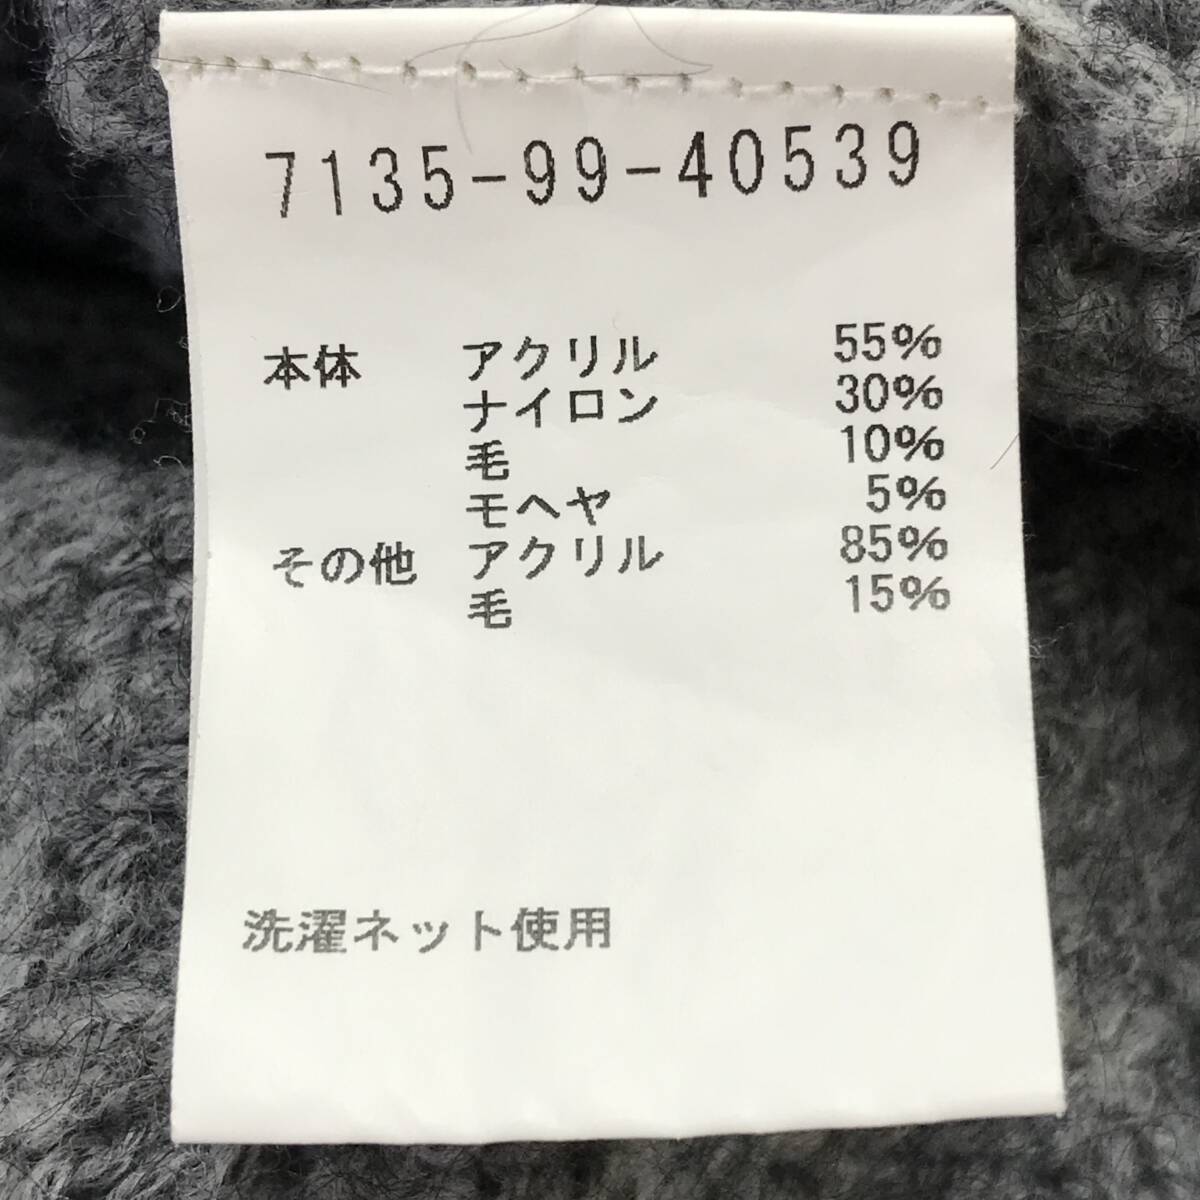 7135-99-40539
本体 アクリル 55%
ナイロン 30%
毛 10%
モヘヤ 5%
その他 アクリル 85%
毛 15%
洗濯ネット使用